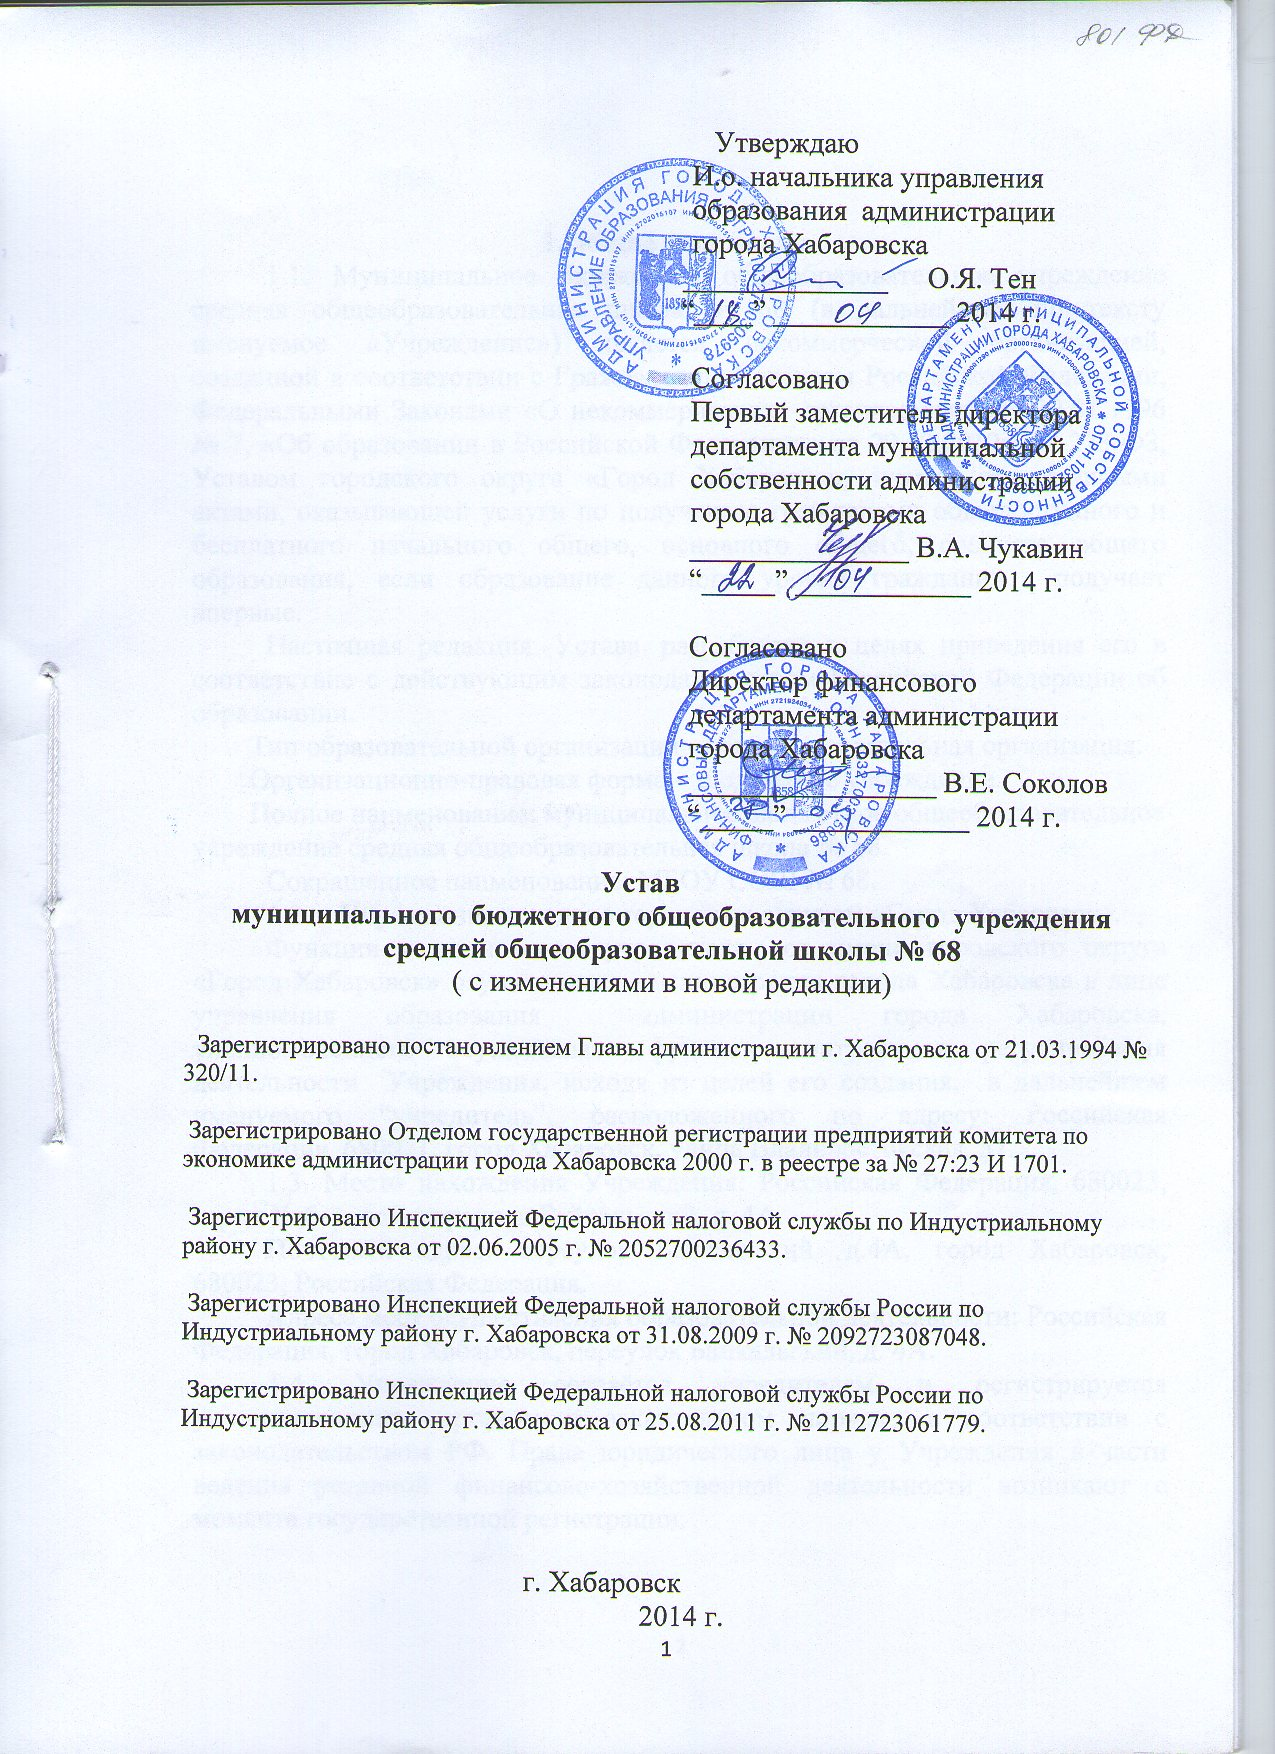 801
Утверждаю
И.о. начальника управления
образования администрации
города Хабаровска
______________ О.Я. Тен
“ 18 ” 04 2014 г.
Согласовано
Первый заместитель директора
департамента муниципальной
собственности администрации
города Хабаровска
_______________ В.А. Чукавин
“ 22 ” 04 2014 г.
Согласовано
Директор финансового
департамента администрации
города Хабаровска
_________________ В.Е. Соколов
“ ” 2014 г.
Устав
муниципального бюджетного общеобразовательного учреждения
средней общеобразовательной школы № 68
( с изменениями в новой редакции)
Зарегистрировано постановлением Главы администрации г. Хабаровска от 21.03.1994 №
320/11.
Зарегистрировано Отделом государственной регистрации предприятий комитета по
экономике администрации города Хабаровска 2000 г. в реестре за № 27:23 И 1701.
Зарегистрировано Инспекцией Федеральной налоговой службы по Индустриальному
району г. Хабаровска от 02.06.2005 г. № 2052700236433.
Зарегистрировано Инспекцией Федеральной налоговой службы России по
Индустриальному району г. Хабаровска от 31.08.2009 г. № 2092723087048.
Зарегистрировано Инспекцией Федеральной налоговой службы России по
Индустриальному району г. Хабаровска от 25.08.2011 г. № 2112723061779.
г. Хабаровск
2014 г.
1